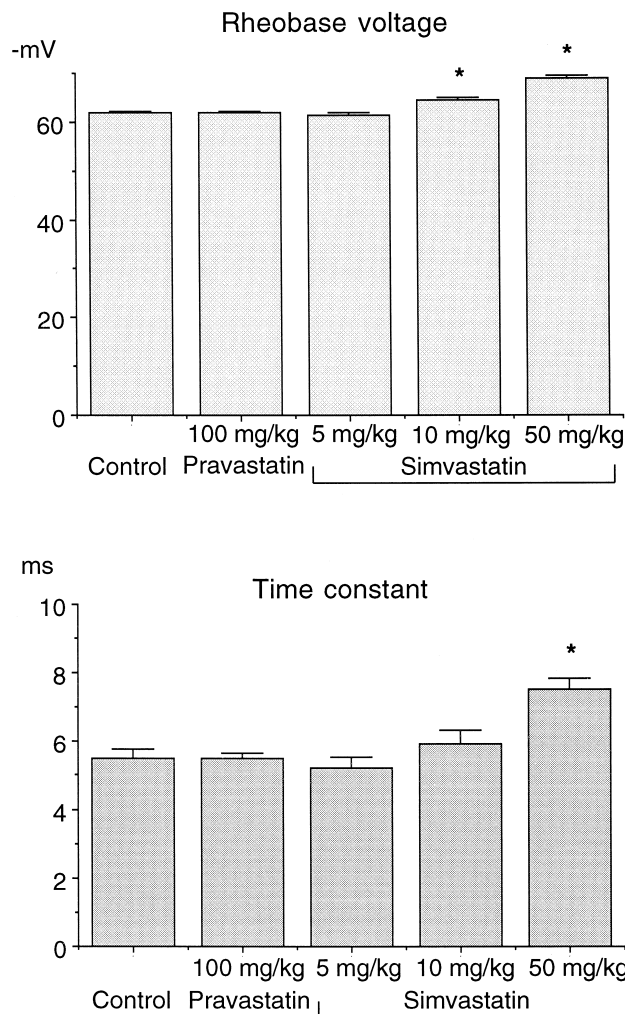 Rheobase voltage
-mV
*
*
60
40
20
0
100 mg/kg 5 mg/kg 10 mg/kg 50 mg/kg
Control Pravastatin Simvastatin
ms
Time constant
10
*
8
6
4
2
0
100 mg/kg 5 mg/kg 10 mg/kg 50 mg/kg
Control Pravastatin Simvastatin